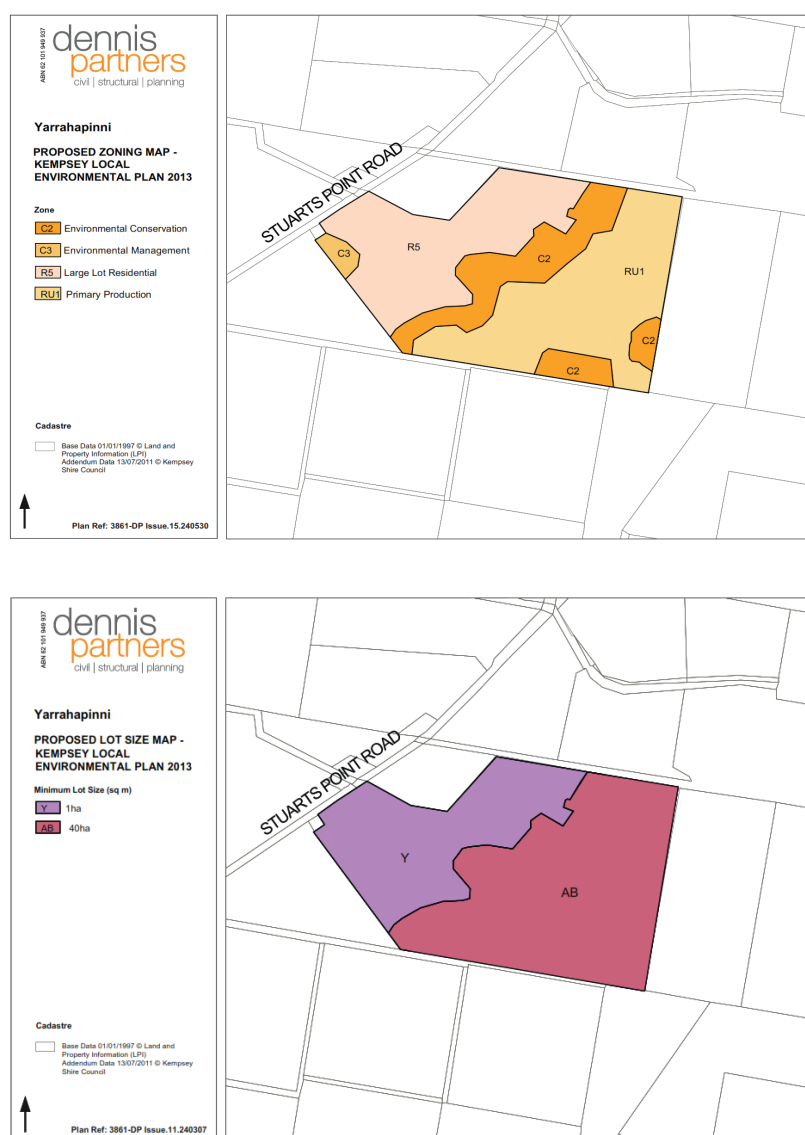 ABN 62 101 949 937
dennis
partners
civil | structural | planning
Yarrahapinni
PROPOSED ZONING MAP -
KEMPSEY LOCAL
ENVIRONMENTAL PLAN 2013
Zone
C2 Environmental Conservation
C3 Environmental Management
R5 Large Lot Residential
RU1 Primary Production
Cadastre
Base Data 01/01/1997 © Land and
Property Information (LPI)
Addendum Data 13/07/2011 © Kempsey
Shire Council
Plan Ref: 3861-DP Issue.15.240530
STUARTS POINT ROAD
R5
C3
C2
RU1
C2
C2
ABN 62 101 949 937
dennis
partners
civil | structural | planning
Yarrahapinni
PROPOSED LOT SIZE MAP -
KEMPSEY LOCAL
ENVIRONMENTAL PLAN 2013
Minimum Lot Size (sq m)
Y 1ha
AB 40ha
Cadastre
Base Data 01/01/1997 © Land and
Property Information (LPI)
Addendum Data 13/07/2011 © Kempsey
Shire Council
Plan Ref: 3861-DP Issue.11.240307
STUARTS POINT ROAD
Y
AB